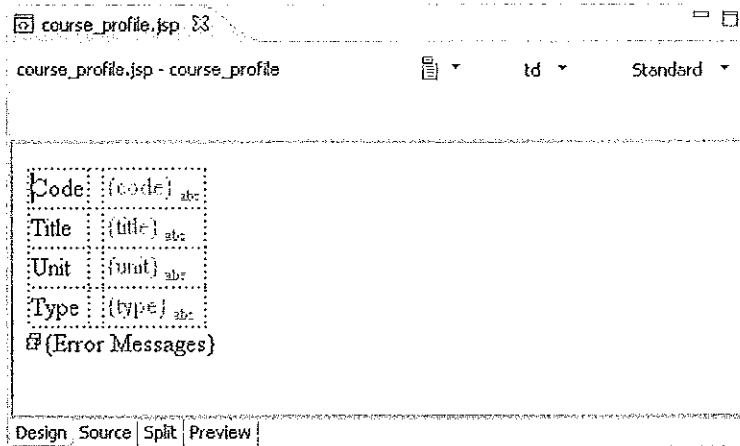 course_profile.jsp
course_profile.jsp - course_profile td Standard
Code {code} abc
Title {title} abc
Unit {unit} abc
Type {type} abc
{Error Messages}
Design Source Split Preview